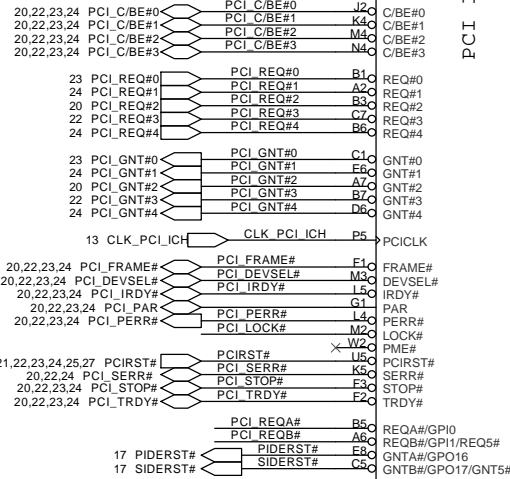 20,22,23,24 PCI_C/BE#0 PCI_C/BE#0 J2 C/BE#0
20,22,23,24 PCI_C/BE#1 PCI_C/BE#1 K4 C/BE#1
20,22,23,24 PCI_C/BE#2 PCI_C/BE#2 M4 C/BE#2
20,22,23,24 PCI_C/BE#3 PCI_C/BE#3 N4 C/BE#3
PCI
23 PCI_REQ#0 PCI_REQ#0 B1 REQ#0
24 PCI_REQ#1 PCI_REQ#1 A2 REQ#1
20 PCI_REQ#2 PCI_REQ#2 B3 REQ#2
22 PCI_REQ#3 PCI_REQ#3 C7 REQ#3
24 PCI_REQ#4 PCI_REQ#4 B6 REQ#4
23 PCI_GNT#0 PCI_GNT#0 C1 GNT#0
24 PCI_GNT#1 PCI_GNT#1 E6 GNT#1
20 PCI_GNT#2 PCI_GNT#2 A7 GNT#2
22 PCI_GNT#3 PCI_GNT#3 B7 GNT#3
24 PCI_GNT#4 PCI_GNT#4 D6 GNT#4
13 CLK_PCI_ICH CLK_PCI_ICH P5 PCICLK
20,22,23,24 PCI_FRAME# PCI_FRAME# F1 FRAME#
20,22,23,24 PCI_DEVSEL# PCI_DEVSEL# M3 DEVSEL#
20,22,23,24 PCI_IRDY# PCI_IRDY# L5 IRDY#
20,22,23,24 PCI_PAR G1 PAR
20,22,23,24 PCI_PERR# PCI_PERR# L4 PERR#
PCI_LOCK# M2 LOCK#
W2 PME#
21,22,23,24,25,27 PCIRST# PCIRST# U5 PCIRST#
20,22,24 PCI_SERR# PCI_SERR# K5 SERR#
20,22,23,24 PCI_STOP# PCI_STOP# F3 STOP#
20,22,23,24 PCI_TRDY# PCI_TRDY# F2 TRDY#
PCI_REQA# B5 REQA#/GPI0
PCI_REQB# A6 REQB#/GPI1/REQ5#
17 PIDERST# PIDERST# E8 GNTA#/GPO16
17 SIDERST# SIDERST# C5 GNTB#/GPO17/GNT5#